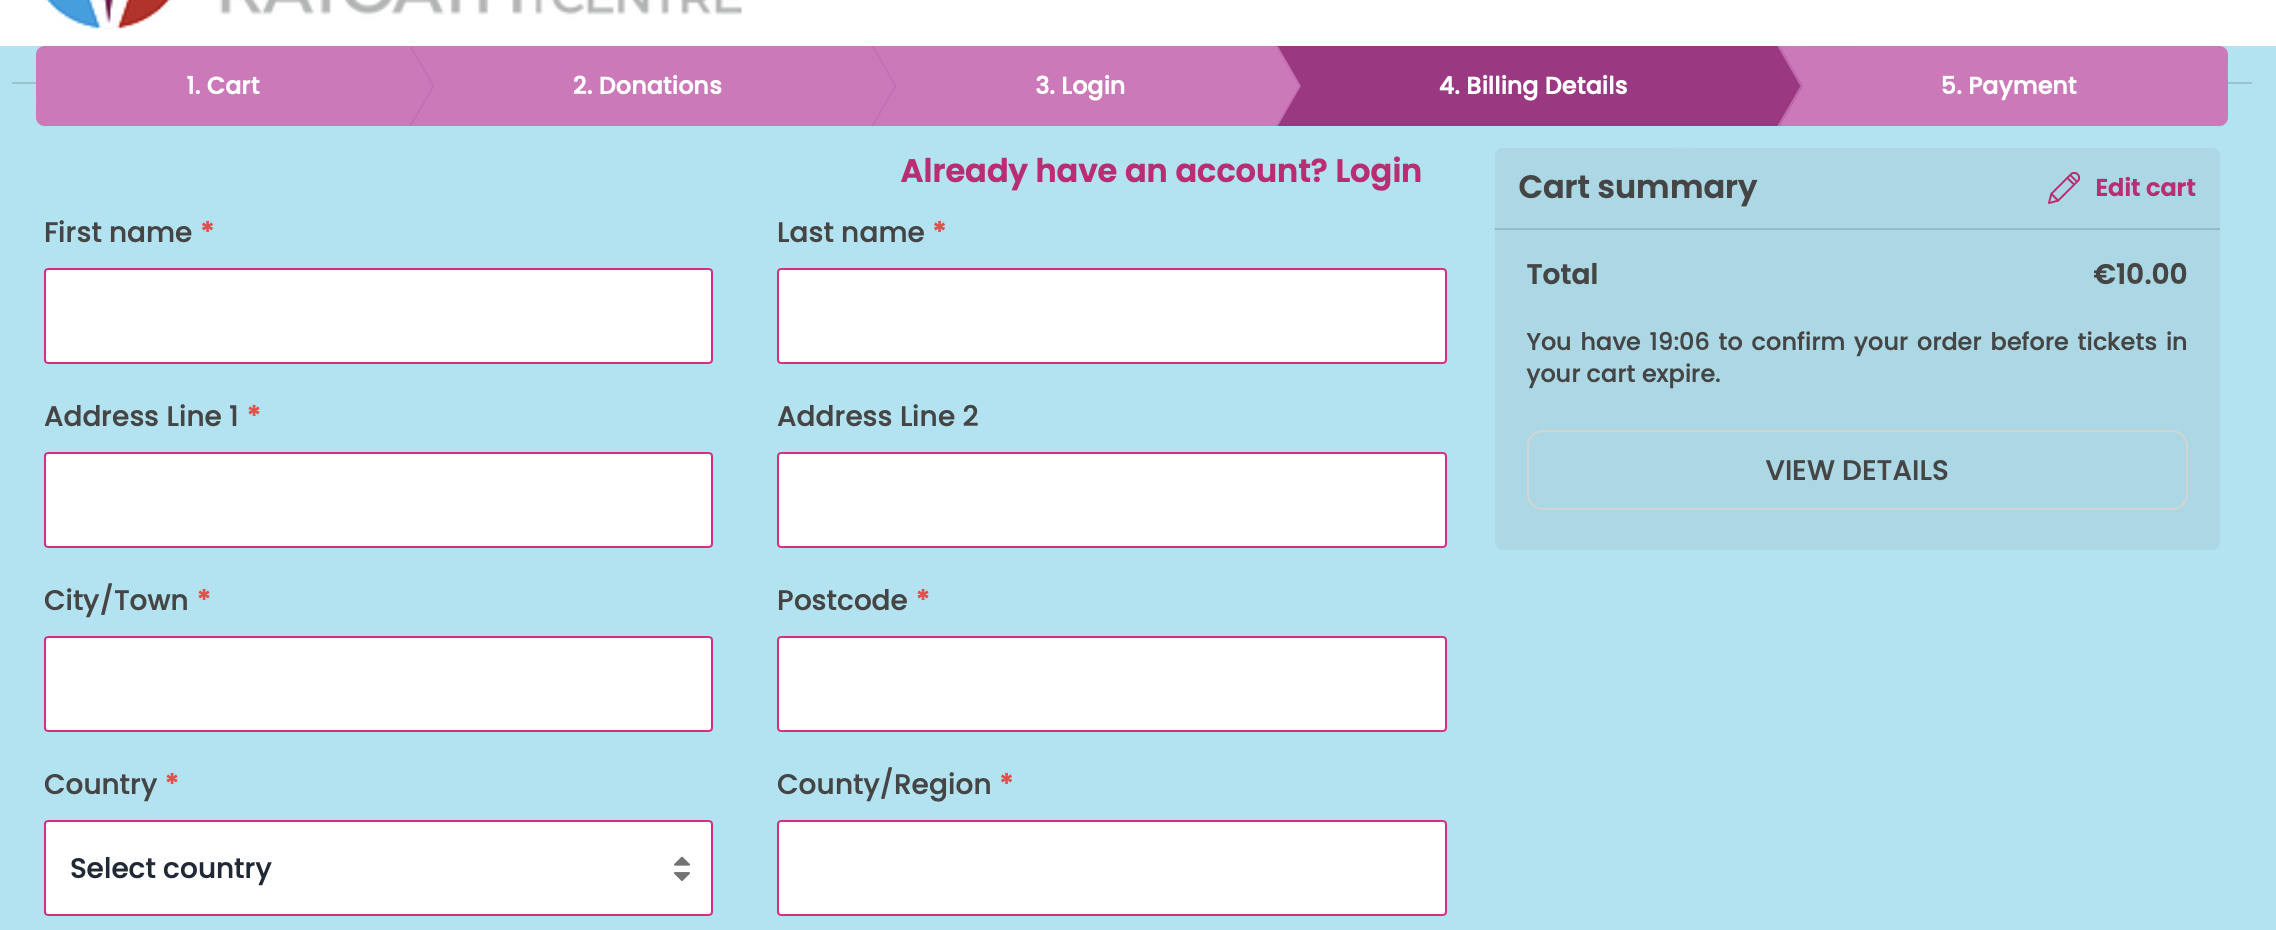 CENTRE
1. Cart
2. Donations
3. Login
4. Billing Details
5. Payment
Already have an account? Login
First name *
Last name *
Address Line 1 *
Address Line 2
City/Town *
Postcode *
Country *
County/Region *
Select country
Cart summary
Edit cart
Total €10.00
You have 19:06 to confirm your order before tickets in
your cart expire.
VIEW DETAILS